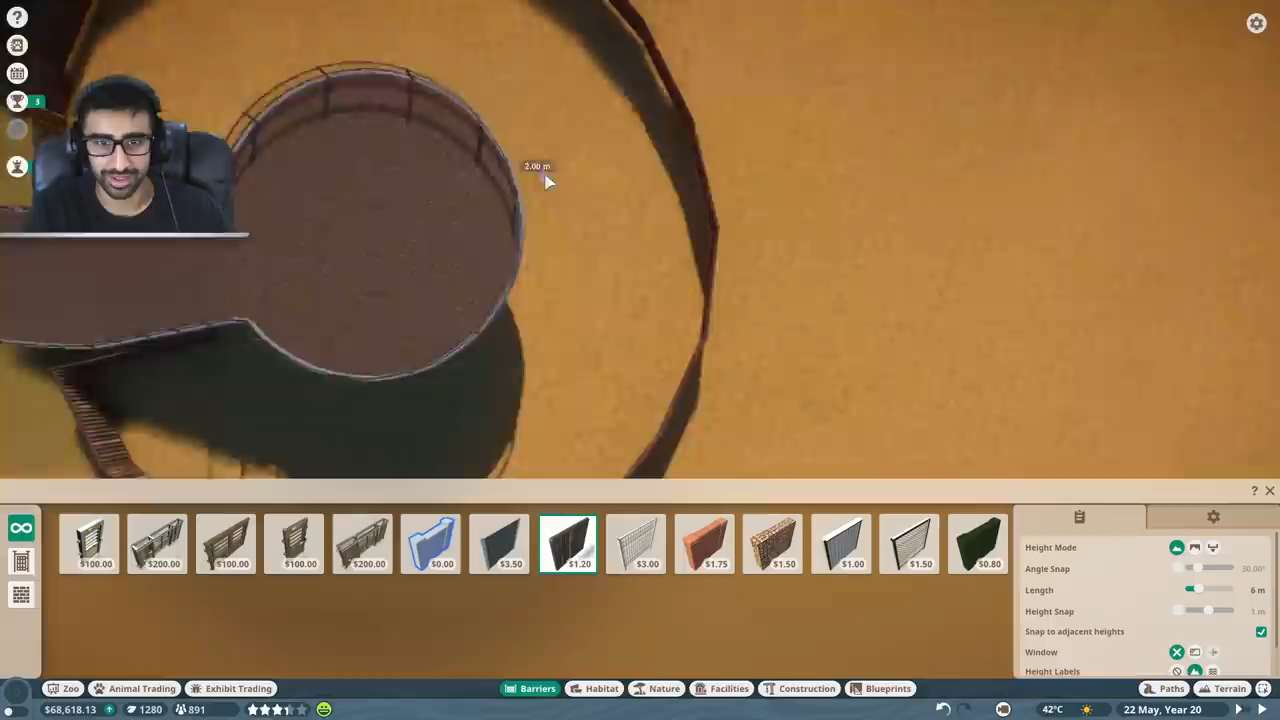 ?
3
2.00 m
? ×
$100.00 $200.00 $100.00 $100.00 $200.00 $0.00 $3.50 $1.20 $3.00 $1.75 $1.50 $1.00 $1.50 $0.80
Height Mode
Angle Snap 30.00°
Length 6 m
Height Snap 1 m
Snap to adjacent heights
Window
Height Labels
Zoo Animal Trading Exhibit Trading Barriers Habitat Nature Facilities Construction Blueprints Paths Terrain
$68,618.13 1280 891 42°C 22 May, Year 20